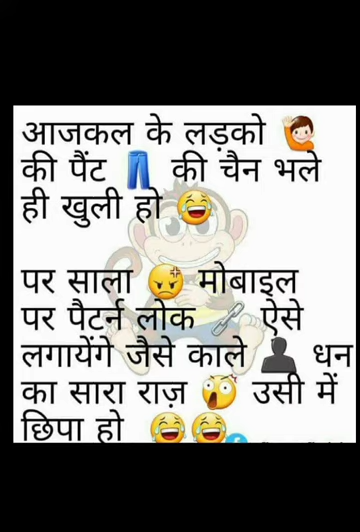 आजकल के लड़को 🙋‍♂️
की पैंट 👖 की चैन भले
ही खुली हो 😂
पर साला 😡 मोबाइल
पर पैटर्न लोक 🔗 ऐसे
लगायेंगे जैसे काले 👤 धन
का सारा राज़ 😲 उसी में
छिपा हो 😂😂